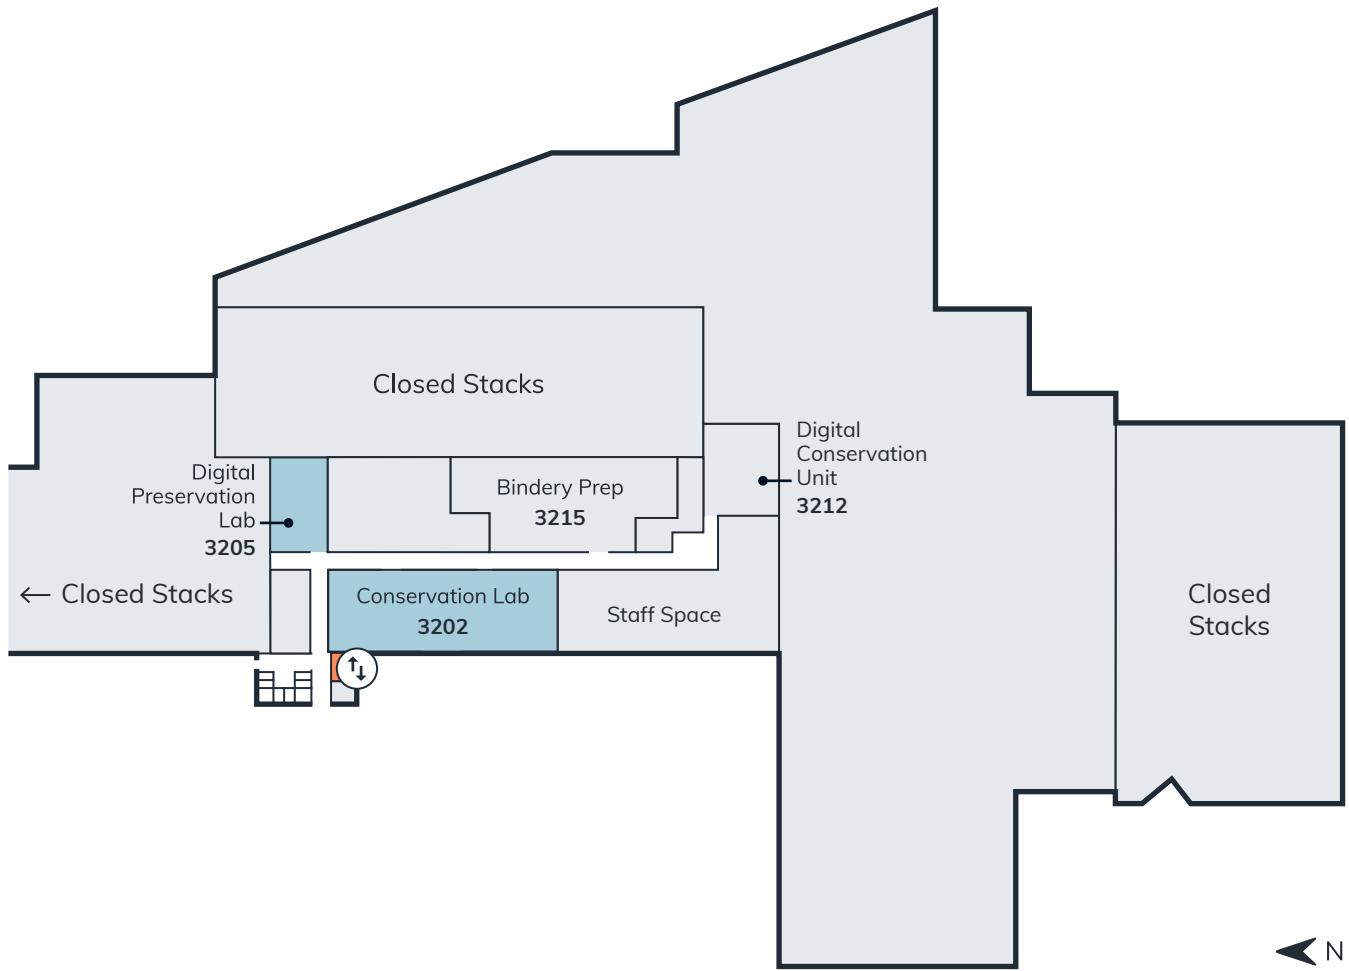 Closed Stacks
Digital
Conservation
Unit
3212
Digital
Preservation
Lab
3205
Bindery Prep
3215
← Closed Stacks
Conservation Lab
3202
Staff Space
Closed
Stacks
N